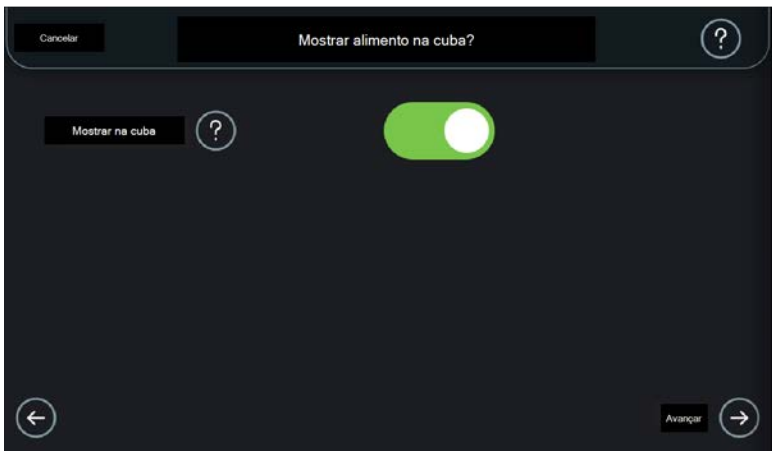 Cancelar
Mostrar alimento na cuba?
?
Mostrar na cuba
?
Avançar